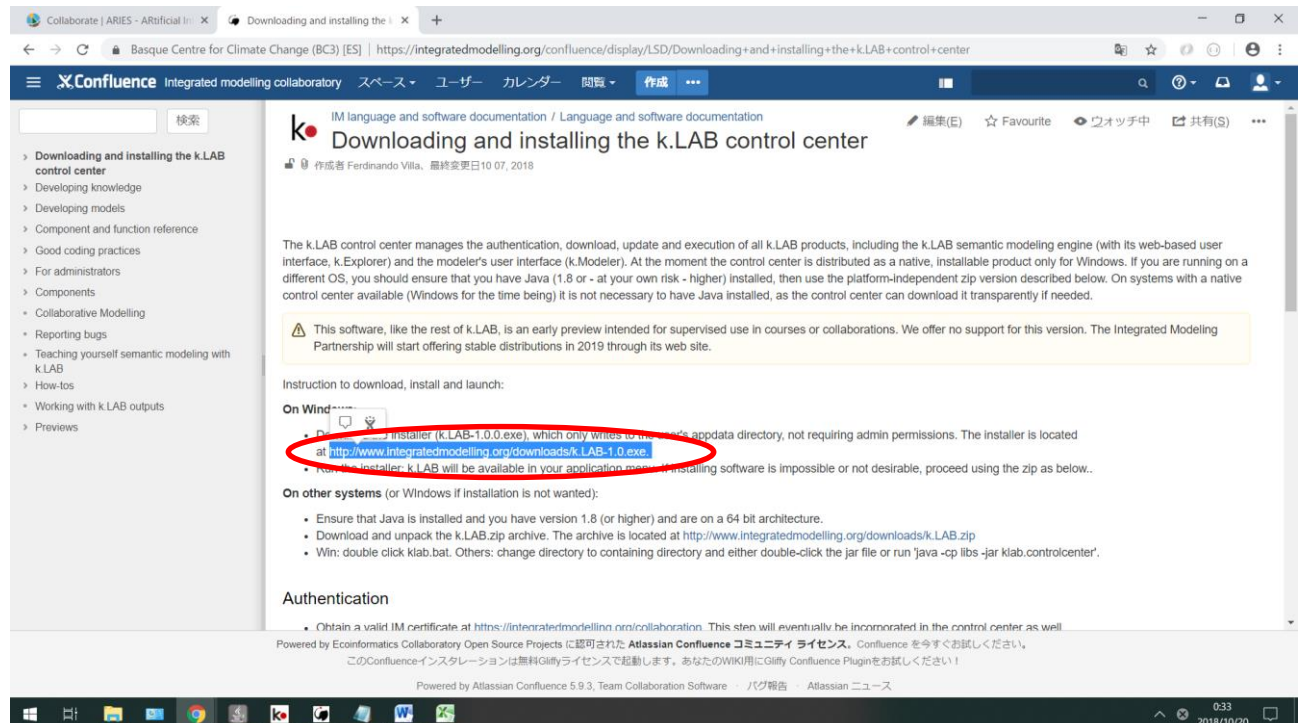 Collaborate | ARIES - ARtificial In
Downloading and installing the k
Basque Centre for Climate Change (BC3) [ES] | https://integratedmodelling.org/confluence/display/LSD/Downloading+and+installing+the+k.LAB+control+center
Confluence Integrated modelling collaboratory スペース ユーザー カレンダー 閲覧 作成 •••
検索
Downloading and installing the k.LAB
control center
Developing knowledge
Developing models
Component and function reference
Good coding practices
For administrators
Components
Collaborative Modelling
Reporting bugs
Teaching yourself semantic modeling with
k.LAB
How-tos
Working with k.LAB outputs
Previews
k.
IM language and software documentation / Language and software documentation
編集(E) Favourite ウオッチ中 共有(S) •••
Downloading and installing the k.LAB control center
作成者 Ferdinando Villa、最終変更日10 07, 2018
The k.LAB control center manages the authentication, download, update and execution of all k.LAB products, including the k.LAB semantic modeling engine (with its web-based user
interface, k.Explorer) and the modeler's user interface (k.Modeler). At the moment the control center is distributed as a native, installable product only for Windows. If you are running on a
different OS, you should ensure that you have Java (1.8 or - at your own risk - higher) installed, then use the platform-independent zip version described below. On systems with a native
control center available (Windows for the time being) it is not necessary to have Java installed, as the control center can download it transparently if needed.
This software, like the rest of k.LAB, is an early preview intended for supervised use in courses or collaborations. We offer no support for this version. The Integrated Modeling
Partnership will start offering stable distributions in 2019 through its web site.
Instruction to download, install and launch:
On Windows
installer (k.LAB-1.0.0.exe), which only writes to the user's appdata directory, not requiring admin permissions. The installer is located
at http://www.integratedmodelling.org/downloads/k.LAB-1.0.exe.
Run the installer: k.LAB will be available in your application menu. If installing software is impossible or not desirable, proceed using the zip as below..
On other systems (or WIndows if installation is not wanted):
Ensure that Java is installed and you have version 1.8 (or higher) and are on a 64 bit architecture.
Download and unpack the k.LAB.zip archive. The archive is located at http://www.integratedmodelling.org/downloads/k.LAB.zip
Win: double click klab.bat. Others: change directory to containing directory and either double-click the jar file or run 'java -cp libs -jar klab.controlcenter'.
Authentication
Obtain a valid IM certificate at https://integratedmodelling.org/collaboration. This step will eventually be incorporated in the control center as well
Powered by Ecoinformatics Collaboratory Open Source Projects に認可された Atlassian Confluence コミュニティ ライセンス。Confluence を今すぐお試しください。
このConfluenceインスタレーションは無料Gliffyライセンスで起動します。あなたのWIKI用にGliffy Confluence Pluginをお試しください！
Powered by Atlassian Confluence 5.9.3, Team Collaboration Software · バグ報告 · Atlassian ニュース
0:33
2018/10/20